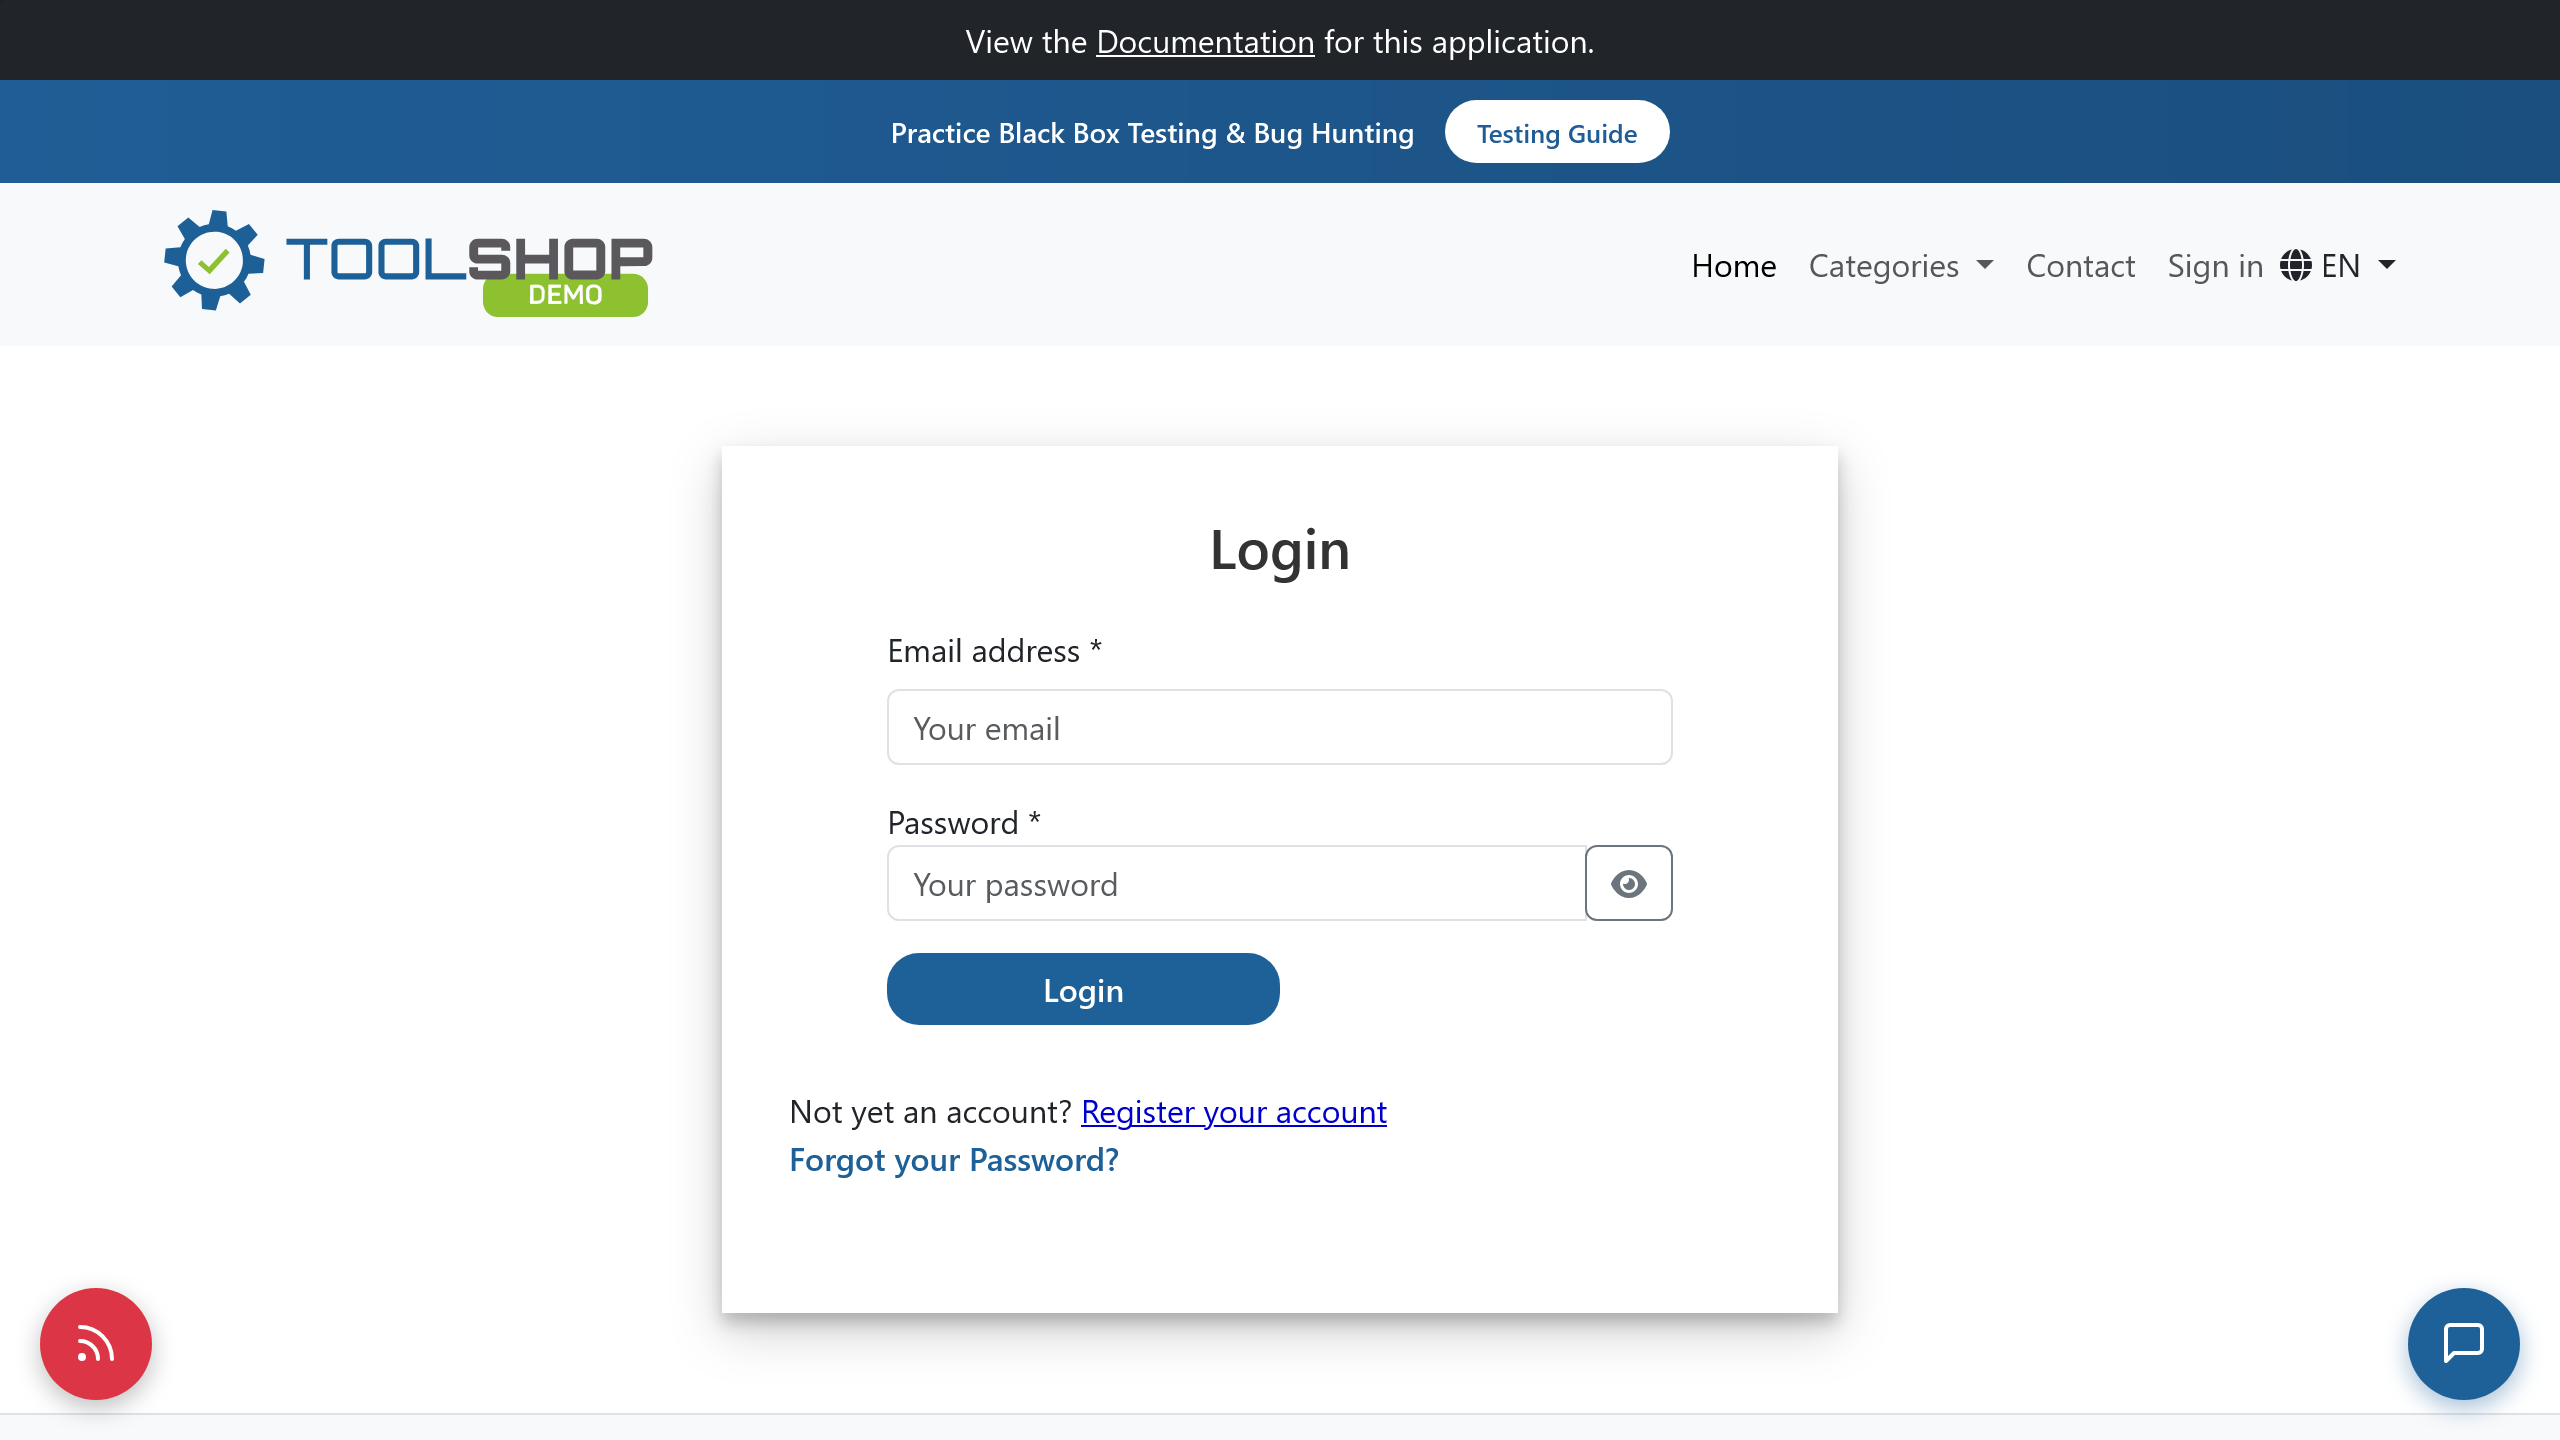 View the Documentation for this application.
Practice Black Box Testing & Bug Hunting Testing Guide
TOOLSHOP
DEMO
Home Categories Contact Sign in EN
Login
Email address *
Your email
Password *
Your password
Login
Not yet an account? Register your account
Forgot your Password?